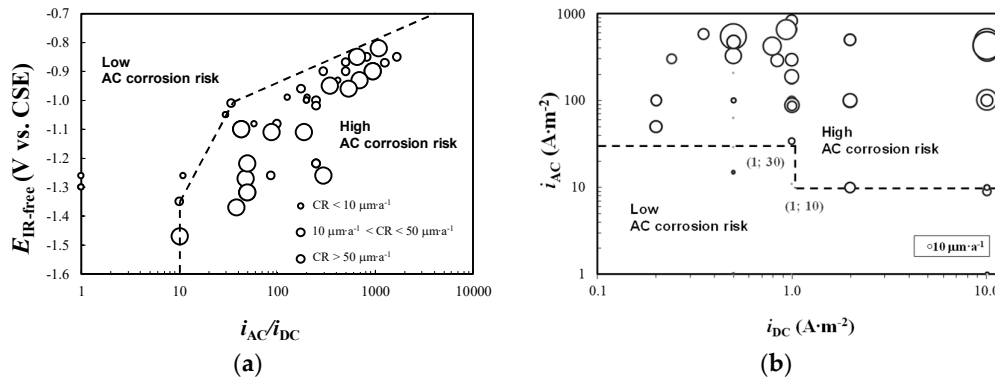 (a)
-0.7
-0.8
-0.9
-1.0
-1.1
-1.2
-1.3
-1.4
-1.5
-1.6
E_IR-free (V vs. CSE)
Low
AC corrosion risk
High
AC corrosion risk
CR < 10 μm·a⁻¹
10 μm·a⁻¹ < CR < 50 μm·a⁻¹
CR > 50 μm·a⁻¹
1
10
100
1000
10000
i_AC/i_DC
(a)
1000
100
10
1
i_AC (A·m⁻²)
High
AC corrosion risk
(1; 30)
(1; 10)
Low
AC corrosion risk
10 μm·a⁻¹
0.1
1.0
10.0
i_DC (A·m⁻²)
(b)